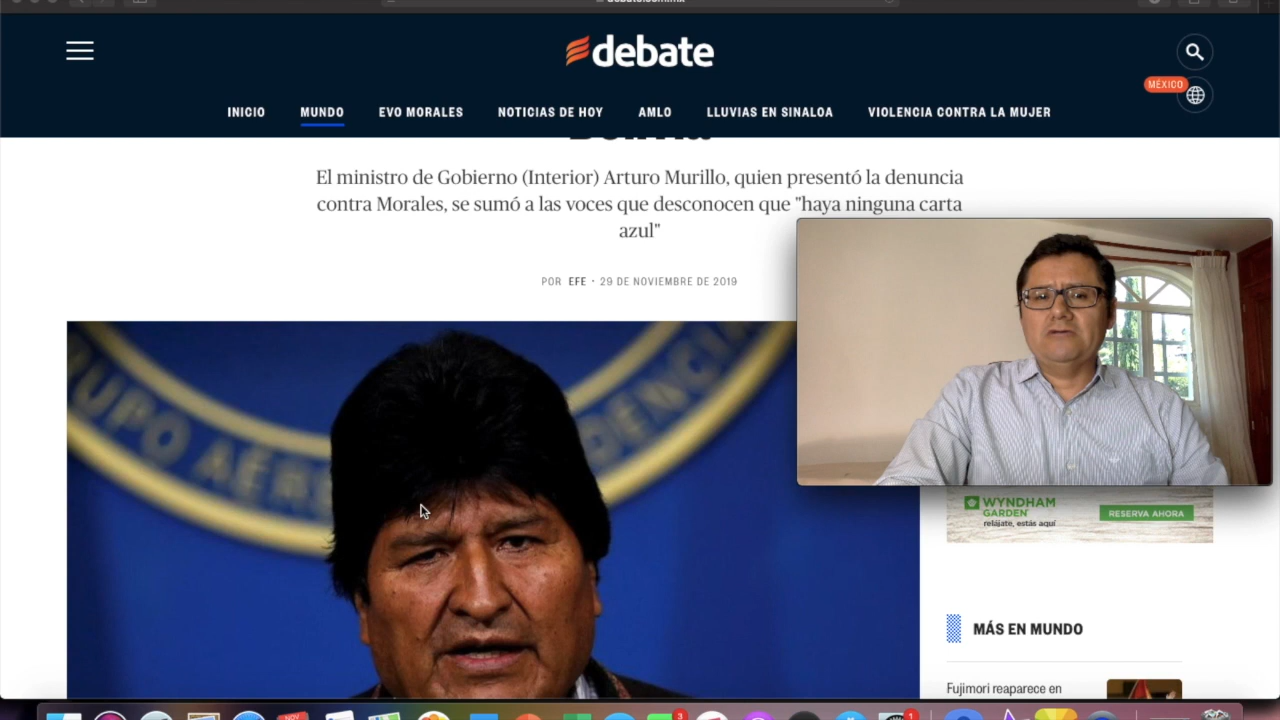 debate
MÉXICO
INICIO
MUNDO
EVO MORALES
NOTICIAS DE HOY
AMLO
LLUVIAS EN SINALOA
VIOLENCIA CONTRA LA MUJER
El ministro de Gobierno (Interior) Arturo Murillo, quien presentó la denuncia
contra Morales, se sumó a las voces que desconocen que "haya ninguna carta
azul"
POR EFE · 29 DE NOVIEMBRE DE 2019
WYNDHAM
GARDEN
relájate, estás aquí
RESERVA AHORA
MÁS EN MUNDO
Fujimori reaparece en
NOV
3
1